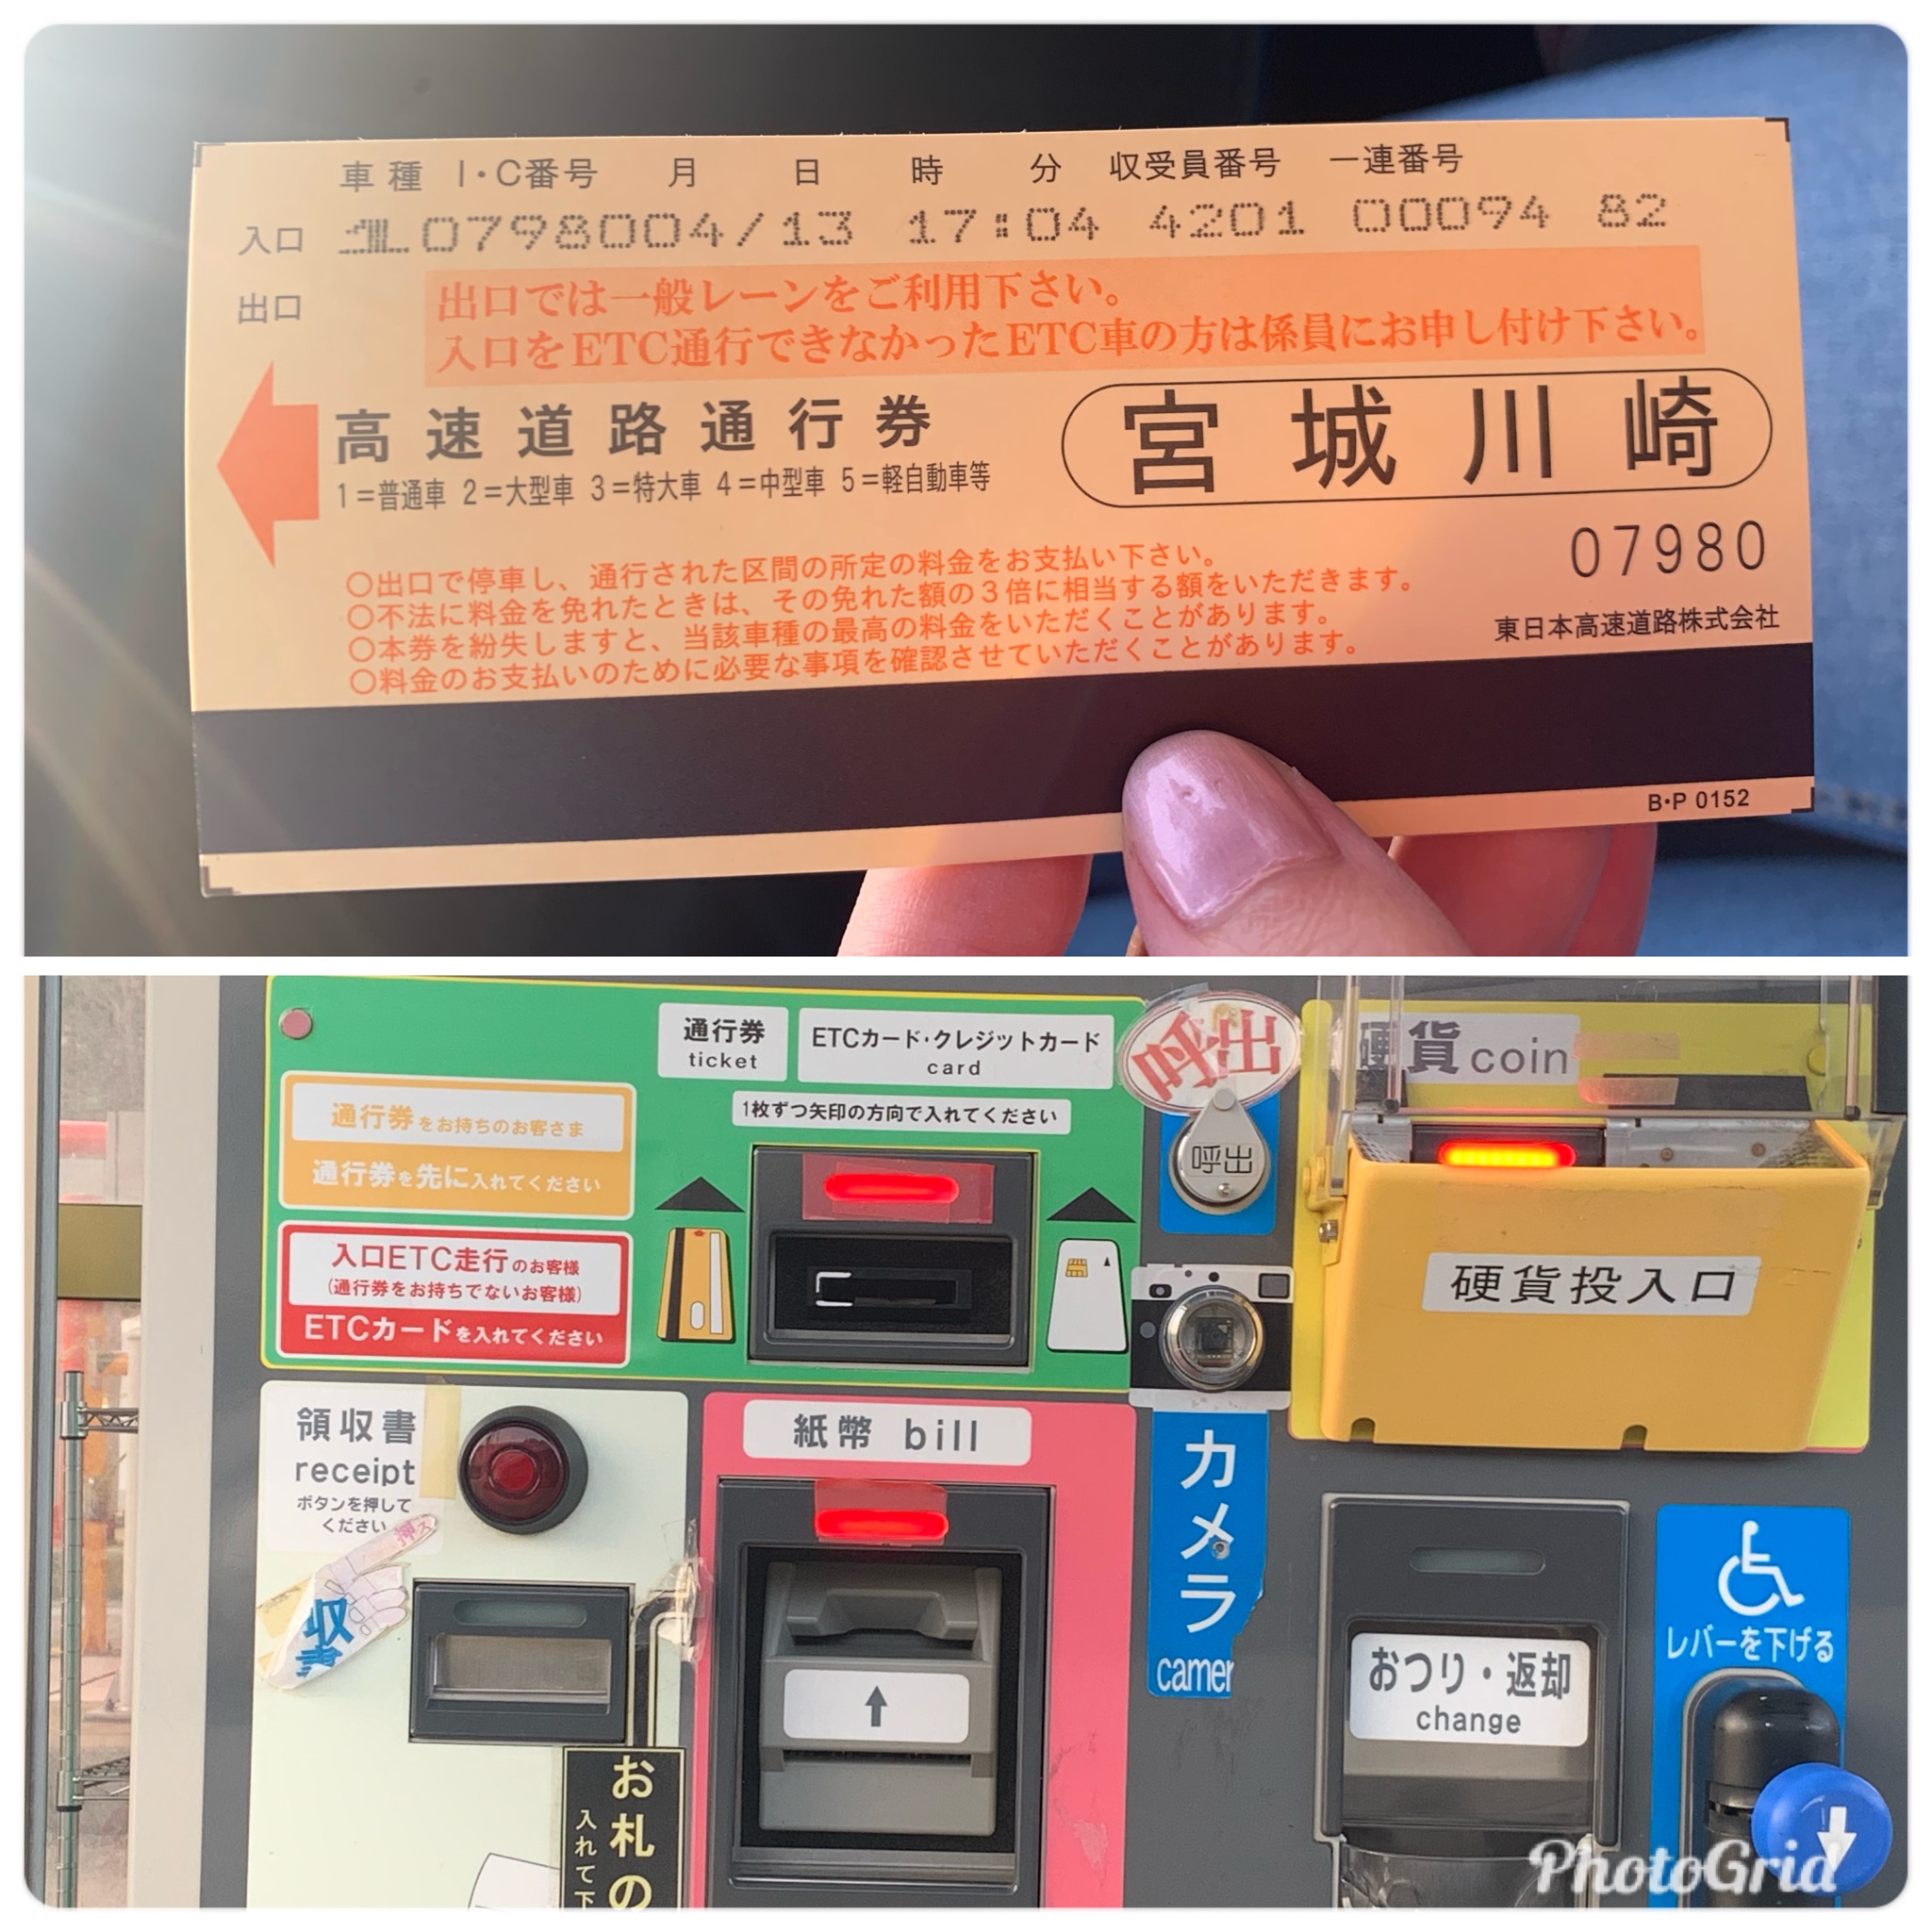 車種 I・C番号 月 日 時 分 収受員番号 一連番号
入口 0798004/13 17:04 4201 00094 82
出口
出口では一般レーンをご利用下さい。
入口をETC通行できなかったETC車の方は係員にお申し付け下さい。
高速道路通行券
宮城川崎
1=普通車 2=大型車 3=特大車 4=中型車 5=軽自動車等
07980
○出口で停車し、通行された区間の所定の料金をお支払い下さい。
○不法に料金を免れたときは、その免れた額の3倍に相当する額をいただきます。
○本券を紛失しますと、当該車種の最高の料金をいただくことがあります。
○料金のお支払いのために必要な事項を確認させていただくことがあります。
東日本高速道路株式会社
B・P 0152
通行券
ticket
ETCカード・クレジットカード
card
1枚ずつ矢印の方向で入れてください
通行券をお持ちのお客さま
通行券を先に入れてください
入口ETC走行のお客様
(通行券をお持ちでないお客様)
ETCカードを入れてください
呼出
呼出
硬貨 coin
硬貨投入口
領収書
receipt
ボタンを押して
ください
押ス
収
書
紙幣 bill
カメラ
camer
おつり・返却
change
レバーを下げる
お札の
入れて下
PhotoGrid